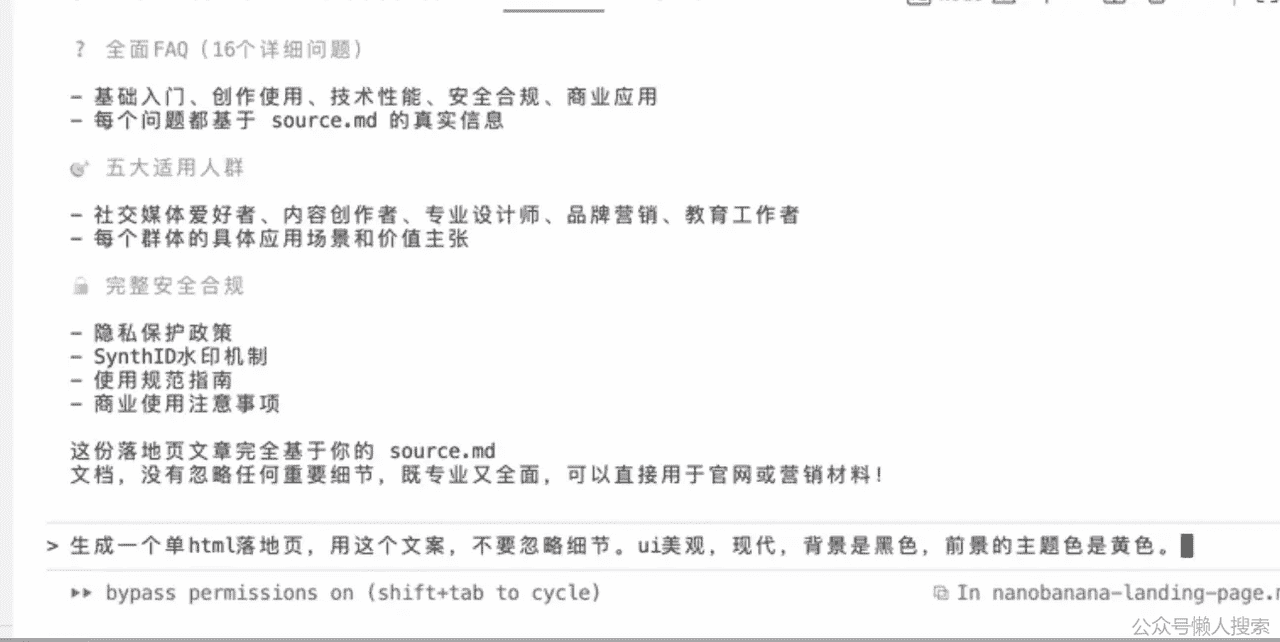 ? 全面FAQ（16个详细问题）
- 基础入门、创作使用、技术性能、安全合规、商业应用
- 每个问题都基于 source.md 的真实信息
五大适用人群
- 社交媒体爱好者、内容创作者、专业设计师、品牌营销、教育工作者
- 每个群体的具体应用场景和价值主张
完整安全合规
- 隐私保护政策
- SynthID水印机制
- 使用规范指南
- 商业使用注意事项
这份落地页文章完全基于你的 source.md
文档，没有忽略任何重要细节，既专业又全面，可以直接用于官网或营销材料！
> 生成一个单html落地页，用这个文案，不要忽略细节。ui美观，现代，背景是黑色，前景的主题色是黄色。
bypass permissions on (shift+tab to cycle)
In nanobanana-landing-page.m
公众号懒人搜索